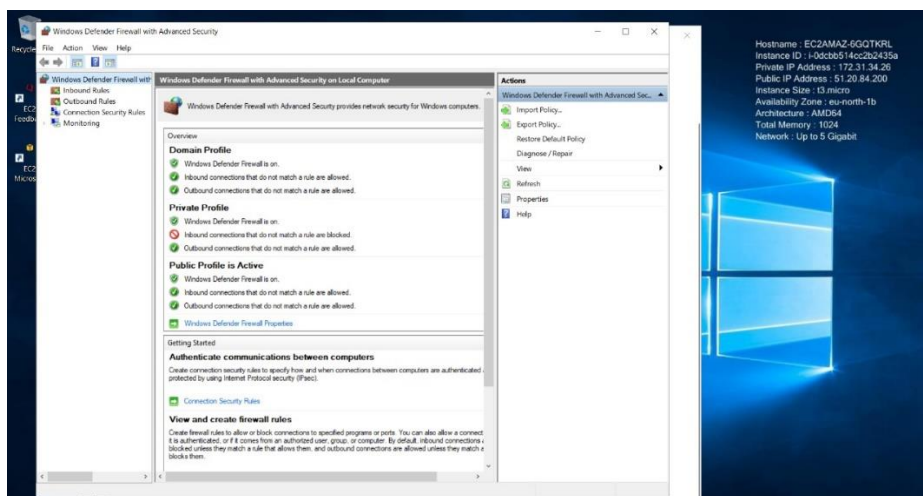 Recycle
EC2
Feedb
EC2
Micros
Windows Defender Firewall with Advanced Security
File Action View Help
Windows Defender Firewall with
Inbound Rules
Outbound Rules
Connection Security Rules
Monitoring
Windows Defender Firewall with Advanced Security on Local Computer
Windows Defender Firewall with Advanced Security provides network security for Windows computers.
Overview
Domain Profile
Windows Defender Firewall is on.
Inbound connections that do not match a rule are allowed.
Outbound connections that do not match a rule are allowed.
Private Profile
Windows Defender Firewall is on.
Inbound connections that do not match a rule are blocked.
Outbound connections that do not match a rule are allowed.
Public Profile is Active
Windows Defender Firewall is on.
Inbound connections that do not match a rule are allowed.
Outbound connections that do not match a rule are allowed.
Windows Defender Firewall Properties
Getting Started
Authenticate communications between computers
Create connection security rules to specify how and when connections between computers are authenticated
protected by using Internet Protocol security (IPsec).
Connection Security Rules
View and create firewall rules
Create firewall rules to allow or block connections to specified programs or ports. You can also allow a connect
it is authenticated, or if it comes from an authorized user, group, or computer. By default, inbound connections
blocked unless they match a rule that allows them, and outbound connections are allowed unless they match
blocks them.
Actions
Windows Defender Firewall with Advanced Sec...
Import Policy...
Export Policy...
Restore Default Policy
Diagnose / Repair
View
Refresh
Properties
Help
Hostname : EC2AMAZ-6GQTKRL
Instance ID : i-0dcbb514cc2b2435a
Private IP Address : 172.31.34.26
Public IP Address : 51.20.84.200
Instance Size : t3.micro
Availability Zone : eu-north-1b
Architecture : AMD64
Total Memory : 1024
Network : Up to 5 Gigabit